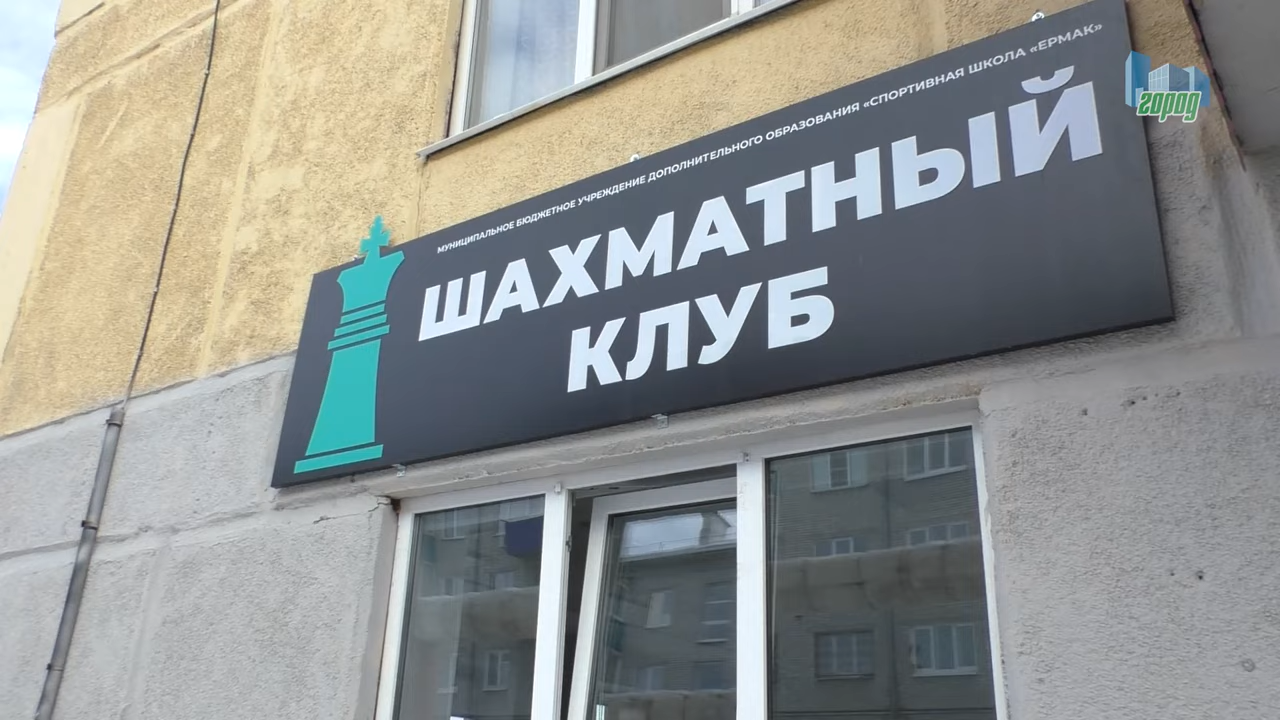 МУНИЦИПАЛЬНОЕ БЮДЖЕТНОЕ УЧРЕЖДЕНИЕ ДОПОЛНИТЕЛЬНОГО ОБРАЗОВАНИЯ «СПОРТИВНАЯ ШКОЛА «ЕРМАК»
ШАХМАТНЫЙ
КЛУБ
город